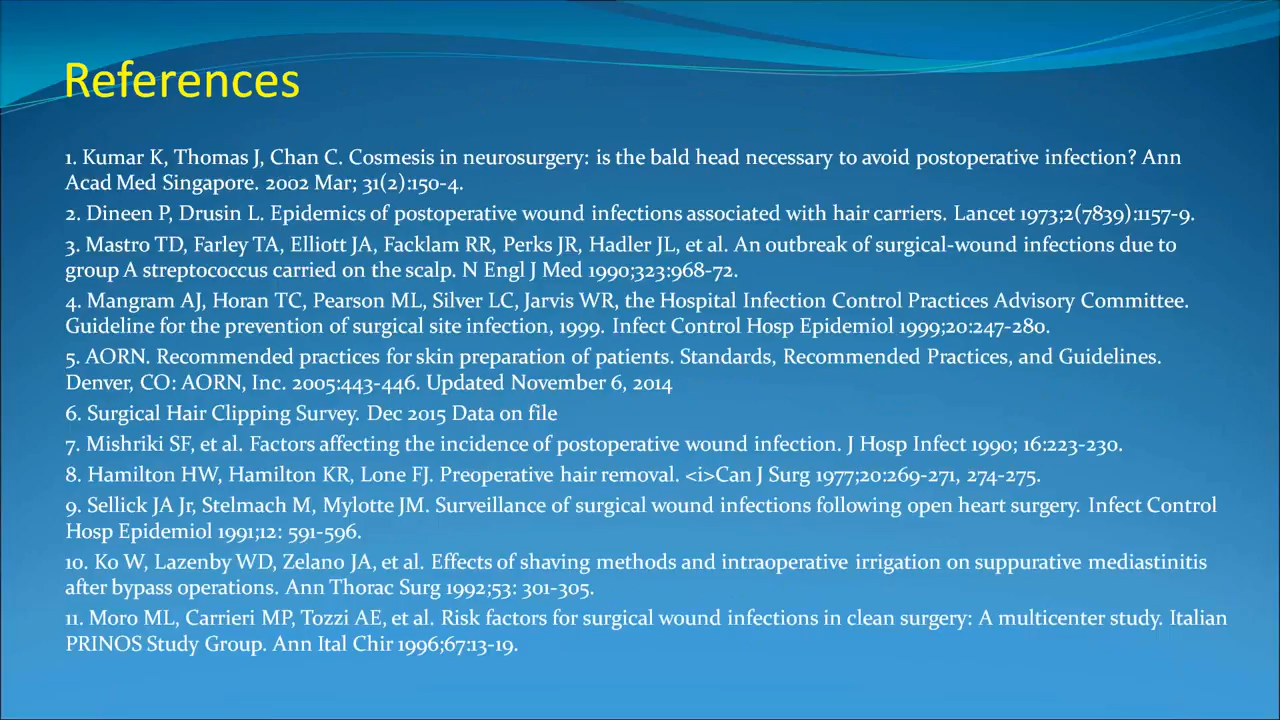 References
1. Kumar K, Thomas J, Chan C. Cosmesis in neurosurgery: is the bald head necessary to avoid postoperative infection? Ann
Acad Med Singapore. 2002 Mar; 31(2):150-4.
2. Dineen P, Drusin L. Epidemics of postoperative wound infections associated with hair carriers. Lancet 1973;2(7839):1157-9.
3. Mastro TD, Farley TA, Elliott JA, Facklam RR, Perks JR, Hadler JL, et al. An outbreak of surgical-wound infections due to
group A streptococcus carried on the scalp. N Engl J Med 1990;323:968-72.
4. Mangram AJ, Horan TC, Pearson ML, Silver LC, Jarvis WR, the Hospital Infection Control Practices Advisory Committee.
Guideline for the prevention of surgical site infection, 1999. Infect Control Hosp Epidemiol 1999;20:247-280.
5. AORN. Recommended practices for skin preparation of patients. Standards, Recommended Practices, and Guidelines.
Denver, CO: AORN, Inc. 2005:443-446. Updated November 6, 2014
6. Surgical Hair Clipping Survey. Dec 2015 Data on file
7. Mishriki SF, et al. Factors affecting the incidence of postoperative wound infection. J Hosp Infect 1990; 16:223-230.
8. Hamilton HW, Hamilton KR, Lone FJ. Preoperative hair removal. <i>Can J Surg 1977;20:269-271, 274-275.
9. Sellick JA Jr, Stelmach M, Mylotte JM. Surveillance of surgical wound infections following open heart surgery. Infect Control
Hosp Epidemiol 1991;12: 591-596.
10. Ko W, Lazenby WD, Zelano JA, et al. Effects of shaving methods and intraoperative irrigation on suppurative mediastinitis
after bypass operations. Ann Thorac Surg 1992;53: 301-305.
11. Moro ML, Carrieri MP, Tozzi AE, et al. Risk factors for surgical wound infections in clean surgery: A multicenter study. Italian
PRINOS Study Group. Ann Ital Chir 1996;67:13-19.